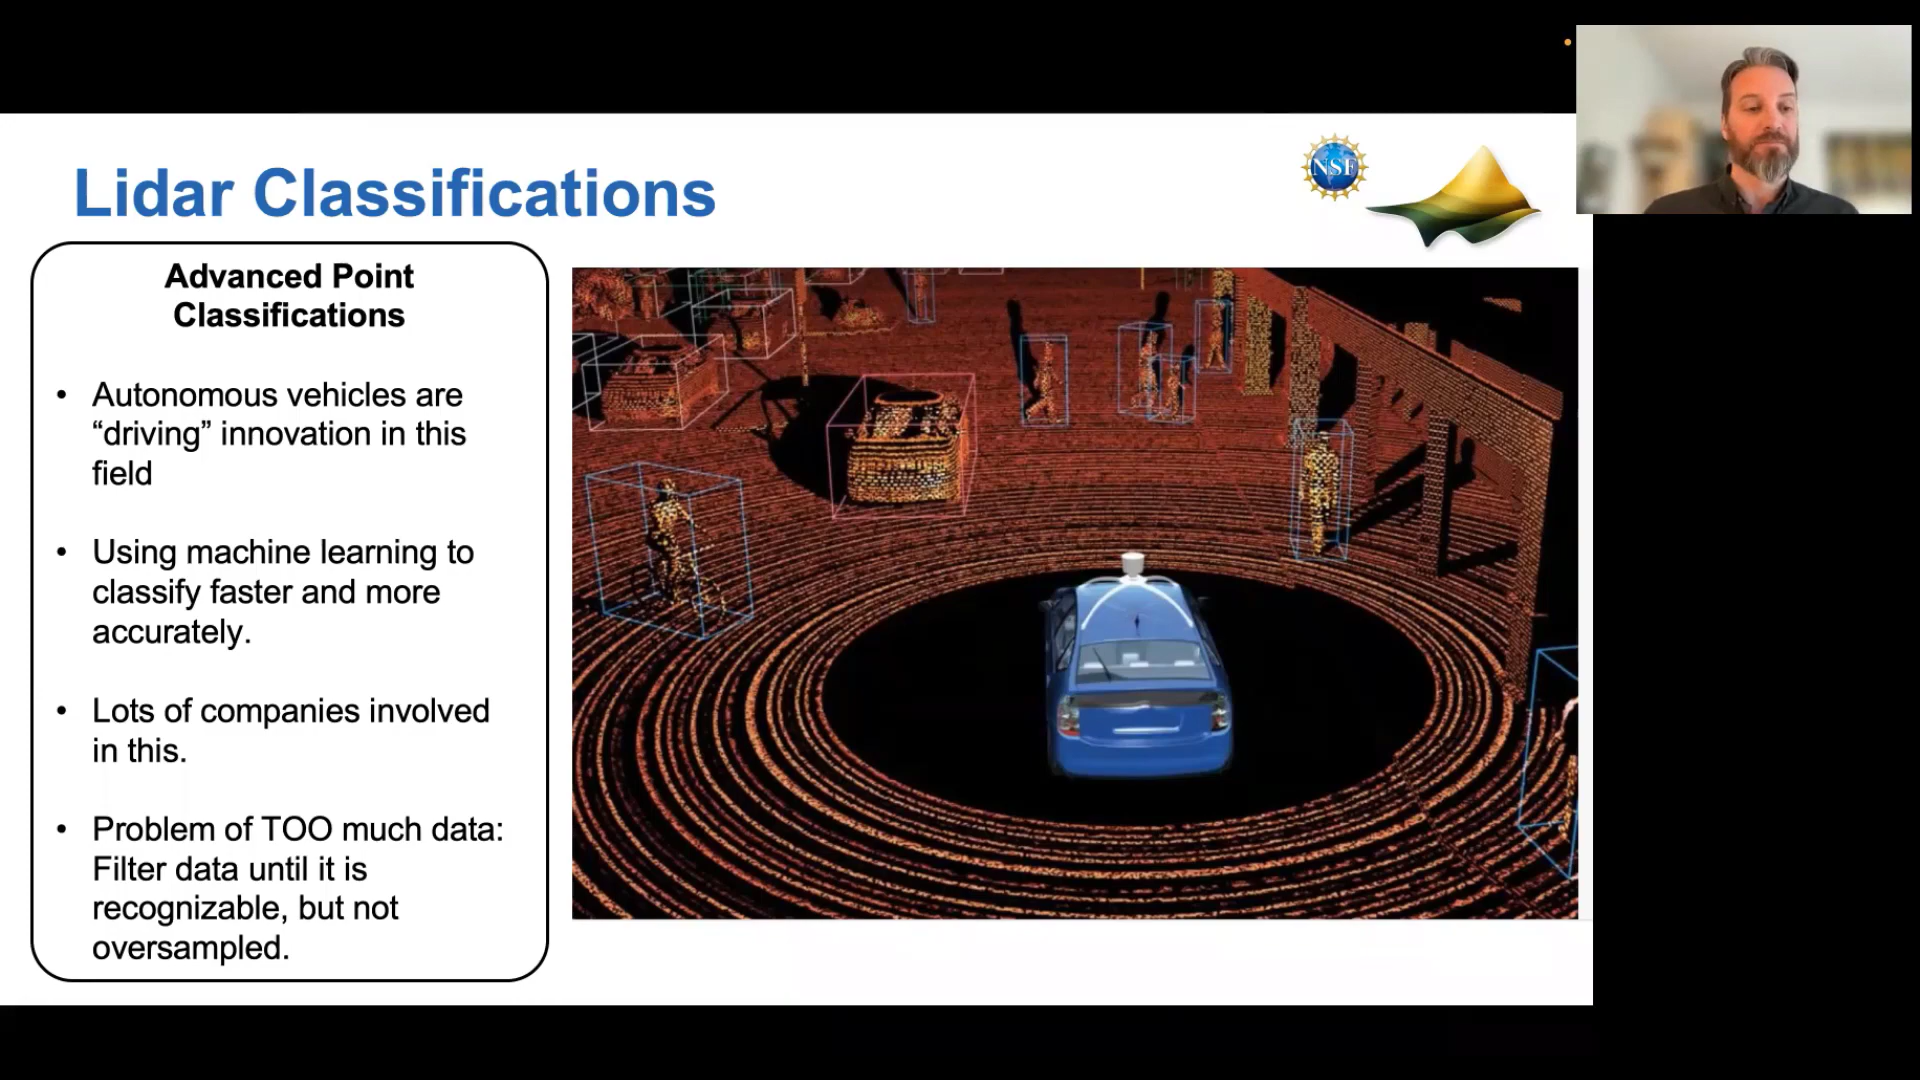 Lidar Classifications
NSF
Advanced Point
Classifications
• Autonomous vehicles are
“driving” innovation in this
field
• Using machine learning to
classify faster and more
accurately.
• Lots of companies involved
in this.
• Problem of TOO much data:
Filter data until it is
recognizable, but not
oversampled.